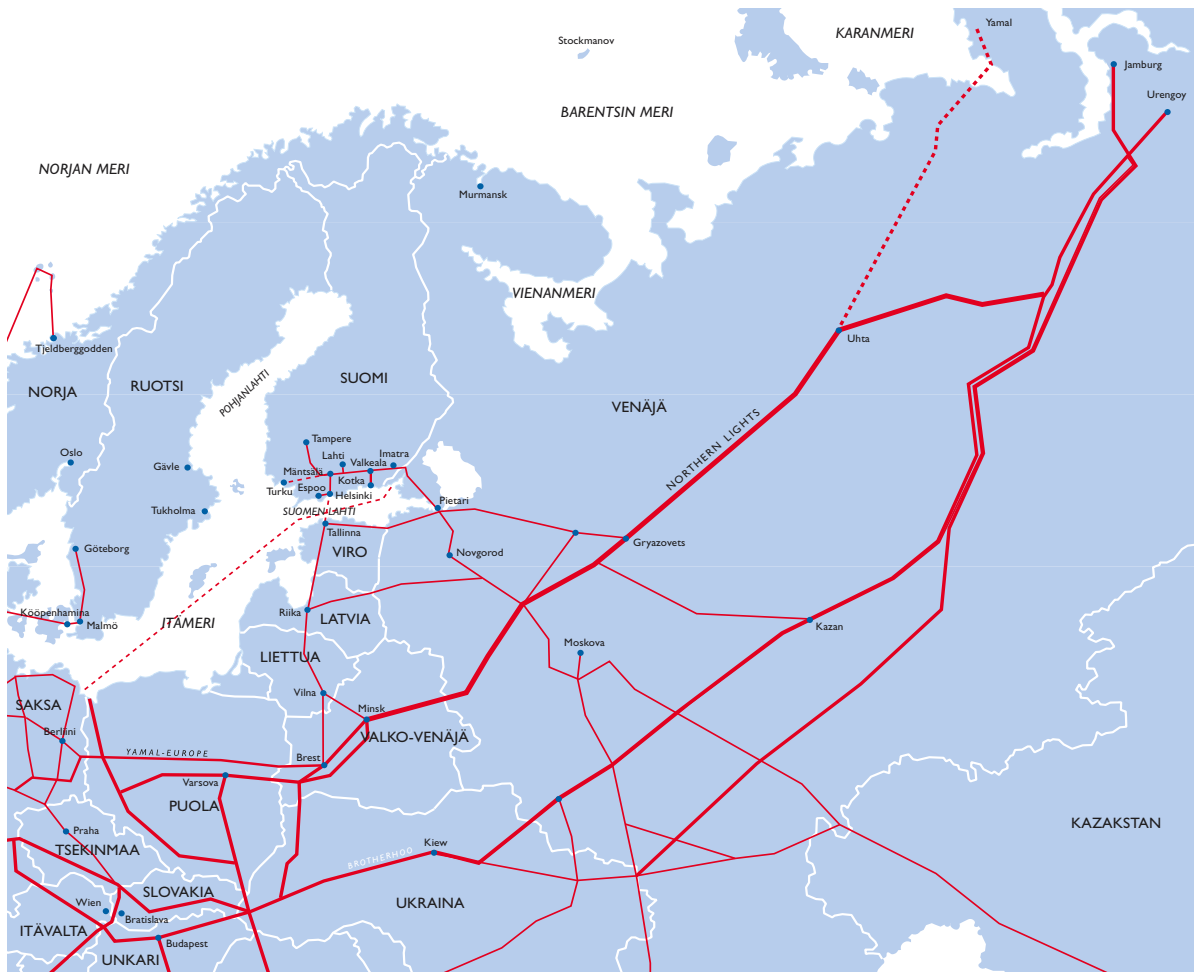 Yamal
KARANMERI
Stockmanov
Jamburg
Urengoy
BARENTSIN MERI
NORJAN MERI
Murmansk
VIENANMERI
Tjeldberggodden
Uhta
NORJA
RUOTSI
POHJANLAHTI
SUOMI
VENÄJÄ
NORTHERN LIGHTS
Tampere
Oslo
Gävle
Lahti
Imatra
Mäntsälä
Valkeala
Turku
Espoo
Kotka
Helsinki
Pietari
Tukholma
SUOMEN LAHTI
Tallinna
Gryazovets
Göteborg
VIRO
Novgorod
Kööpenhamina
Malmö
ITÄMERI
Riika
LATVIA
Kazan
Moskova
LIETTUA
Vilna
SAKSA
Minsk
Berliini
VALKO-VENÄJÄ
YAMAL-EUROPE
Brest
Varsova
PUOLA
Praha
TSEKINMAA
Kiew
BROTHERHOO
KAZAKSTAN
SLOVAKIA
Wien
Bratislava
UKRAINA
ITÄVALTA
Budapest
UNKARI